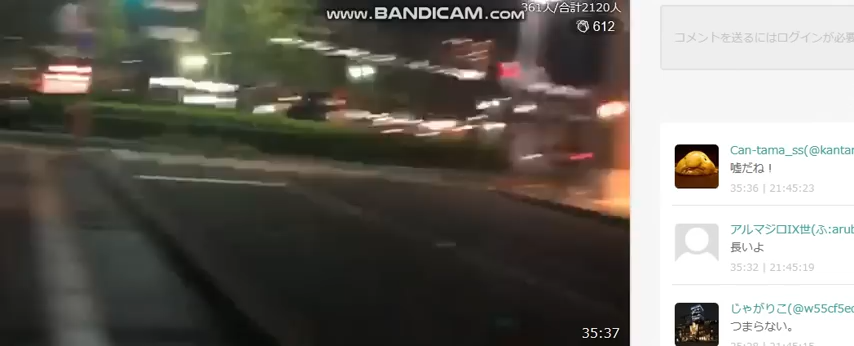 www.BANDICAM.com
361人/合計2120人
612
35:37
コメントを送るにはログインが必要
Can-tama_ss(@kantar
嘘だね！
35:36 | 21:45:23
アルマジロIX世(ふ:arub
長いよ
35:32 | 21:45:19
じゃがりこ(@w55cf5ec
つまらない。